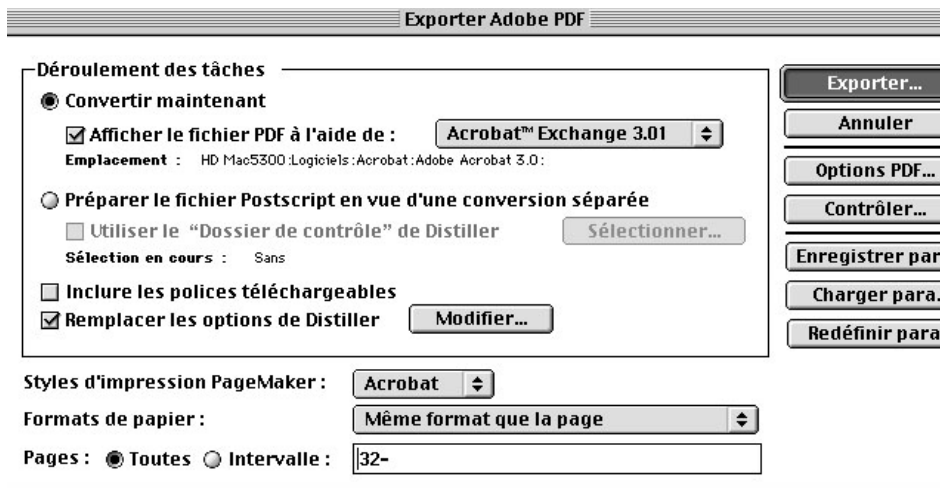 Exporter Adobe PDF
Déroulement des tâches
Convertir maintenant
Afficher le fichier PDF à l'aide de : Acrobat™ Exchange 3.01
Emplacement : HD Mac5300:Logiciels:Acrobat:Adobe Acrobat 3.0:
Préparer le fichier Postscript en vue d'une conversion séparée
Utiliser le “Dossier de contrôle” de Distiller Sélectionner...
Sélection en cours : Sans
Inclure les polices téléchargeables
Remplacer les options de Distiller Modifier...
Styles d'impression PageMaker : Acrobat
Formats de papier : Même format que la page
Pages : Toutes Intervalle : 32-
Exporter...
Annuler
Options PDF...
Contrôler...
Enregistrer par
Charger para.
Redéfinir para